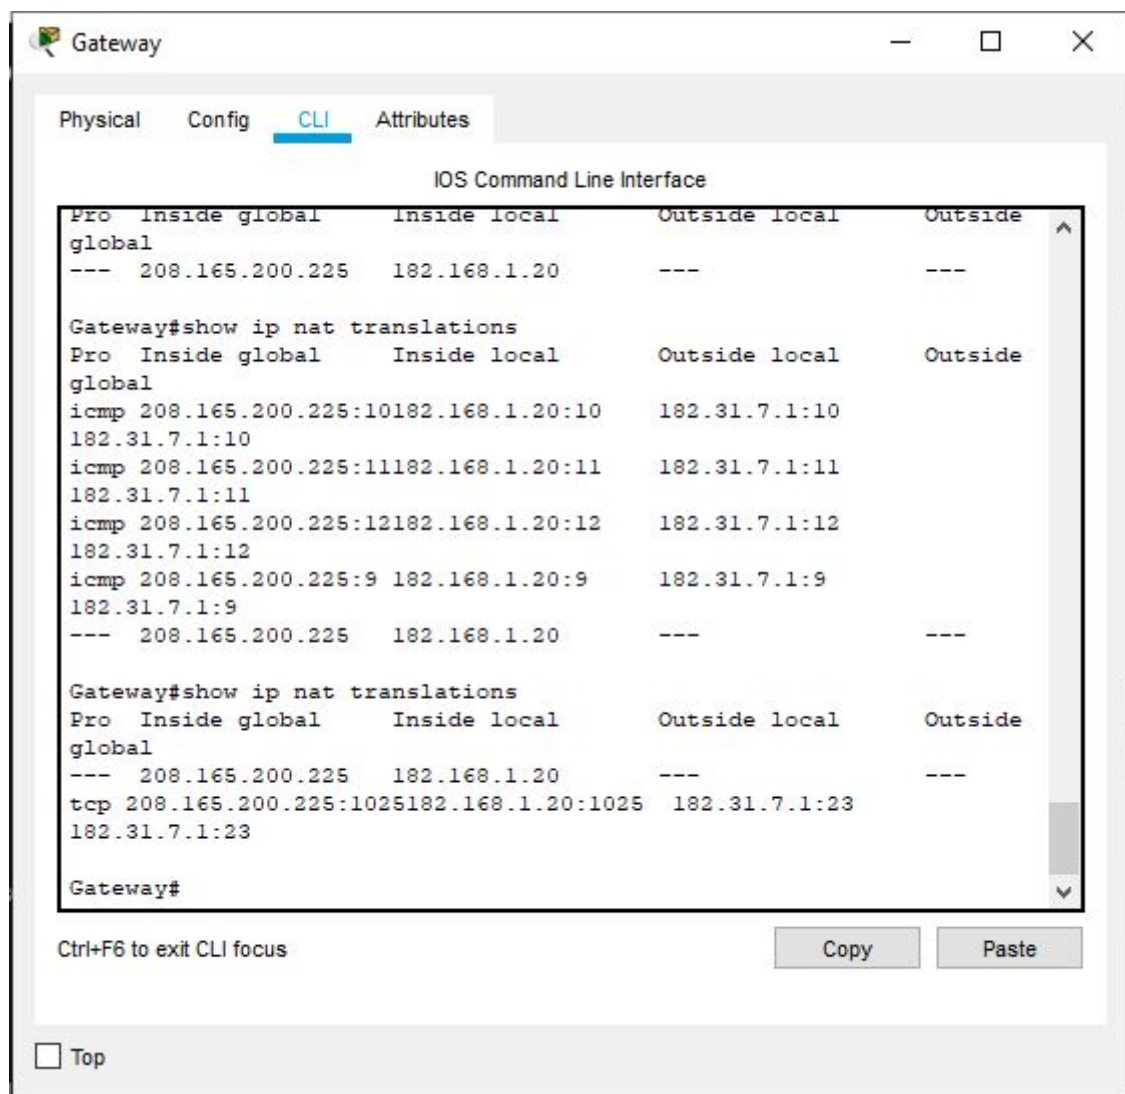 Gateway
Physical Config CLI Attributes
IOS Command Line Interface
Pro  Inside global     Inside local       Outside local      Outside
global
---  208.165.200.225   182.168.1.20       ---                ---
Gateway#show ip nat translations
Pro  Inside global     Inside local       Outside local      Outside
global
icmp 208.165.200.225:10182.168.1.20:10    182.31.7.1:10
182.31.7.1:10
icmp 208.165.200.225:11182.168.1.20:11    182.31.7.1:11
182.31.7.1:11
icmp 208.165.200.225:12182.168.1.20:12    182.31.7.1:12
182.31.7.1:12
icmp 208.165.200.225:9 182.168.1.20:9     182.31.7.1:9
182.31.7.1:9
---  208.165.200.225   182.168.1.20       ---                ---
Gateway#show ip nat translations
Pro  Inside global     Inside local       Outside local      Outside
global
---  208.165.200.225   182.168.1.20       ---                ---
tcp 208.165.200.225:1025182.168.1.20:1025  182.31.7.1:23
182.31.7.1:23
Gateway#
Ctrl+F6 to exit CLI focus
Copy Paste
Top